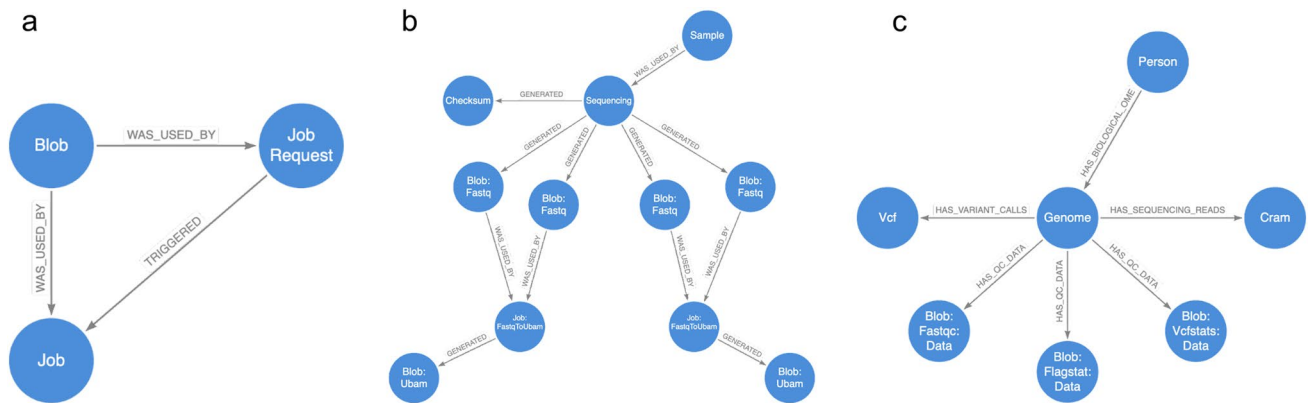 a
Blob
WAS_USED_BY
Job
Request
WAS_USED_BY
TRIGGERED
Job
b
Sample
WAS_USED_BY
Checksum
GENERATED
Sequencing
GENERATED
GENERATED
GENERATED
GENERATED
Blob:
Fastq
Blob:
Fastq
Blob:
Fastq
Blob:
Fastq
WAS_USED_BY
WAS_USED_BY
WAS_USED_BY
WAS_USED_BY
Job:
FastqToUbam
Job:
FastqToUbam
GENERATED
GENERATED
Blob:
Ubam
Blob:
Ubam
c
Person
HAS_BIOLOGICAL_OME
Vcf
HAS_VARIANT_CALLS
Genome
HAS_SEQUENCING_READS
Cram
HAS_QC_DATA
HAS_QC_DATA
HAS_QC_DATA
Blob:
Fastqc:
Data
Blob:
Flagstat:
Data
Blob:
Vcfstats:
Data